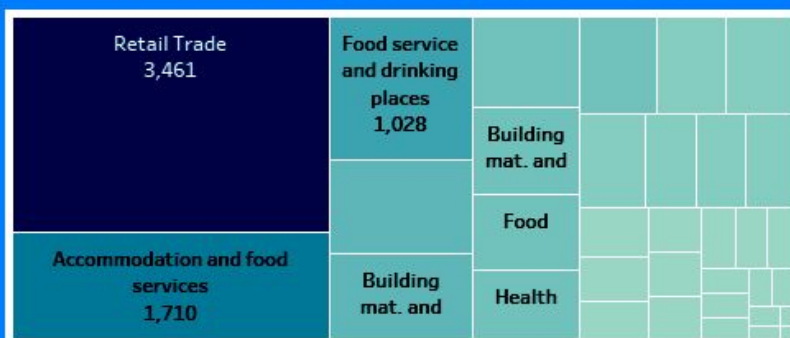 Retail Trade
3,461
Accommodation and food
services
1,710
Food service
and drinking
places
1,028
Building
mat. and
Building
mat. and
Food
Health